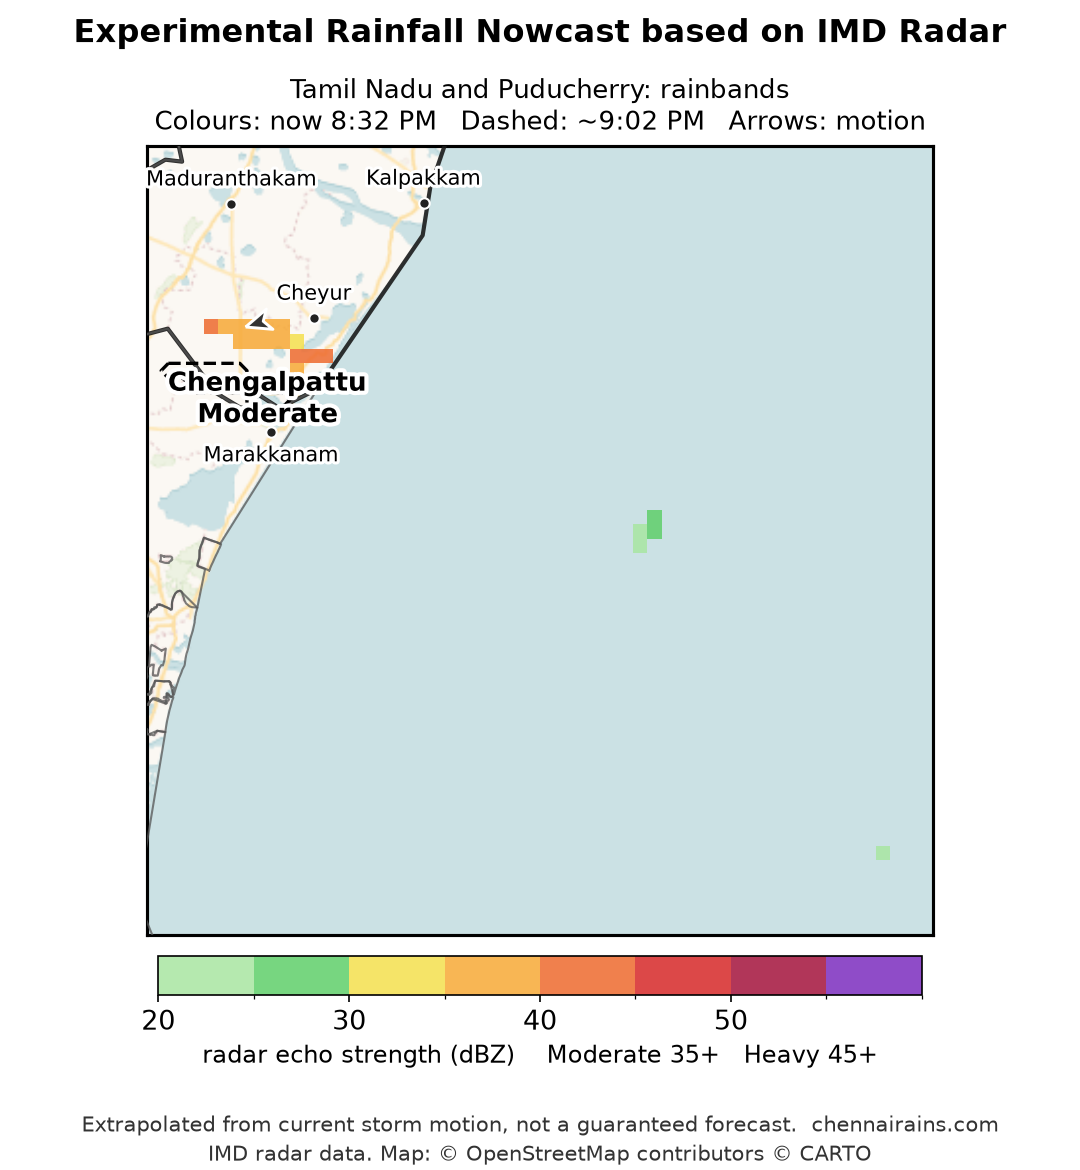 Experimental Rainfall Nowcast based on IMD Radar
Tamil Nadu and Puducherry: rainbands
Colours: now 8:32 PM   Dashed: ~9:02 PM   Arrows: motion
Maduranthakam
Kalpakkam
Cheyur
Chengalpattu
Moderate
Marakkanam
20 30 40 50
radar echo strength (dBZ)    Moderate 35+   Heavy 45+
Extrapolated from current storm motion, not a guaranteed forecast.  chennairains.com
IMD radar data. Map: © OpenStreetMap contributors © CARTO